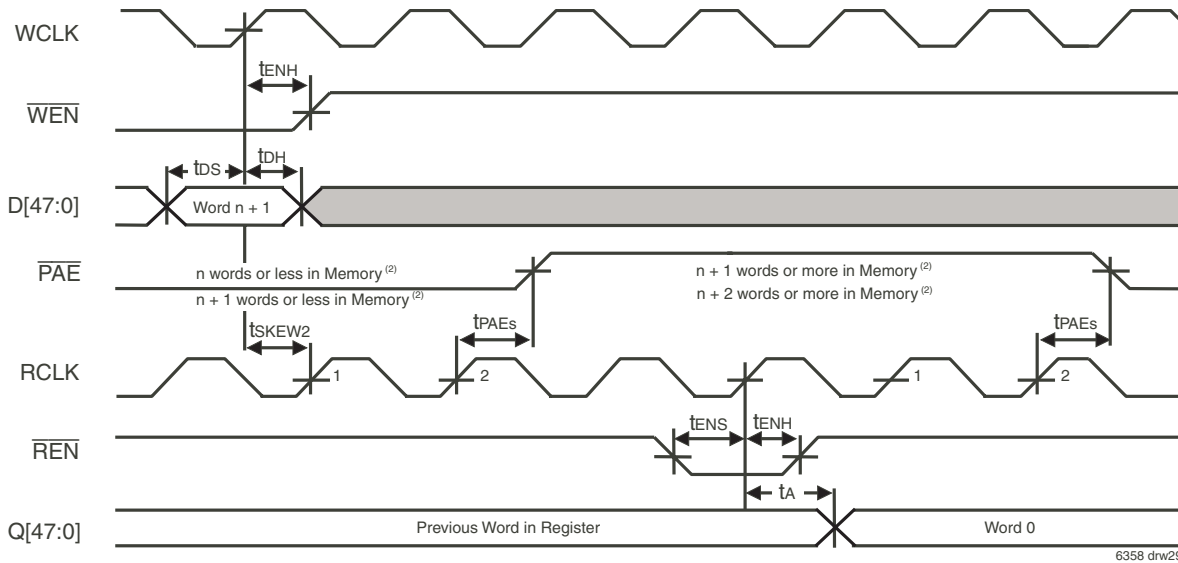 WCLK
tENH
WEN
tDS
tDH
D[47:0]
Word n + 1
PAE
n words or less in Memory (2)
n + 1 words or less in Memory (2)
n + 1 words or more in Memory (2)
n + 2 words or more in Memory (2)
tSKEW2
tPAEs
tPAEs
RCLK
1
2
1
2
tENS
tENH
REN
tA
Q[47:0]
Previous Word in Register
Word 0
6358 drw29